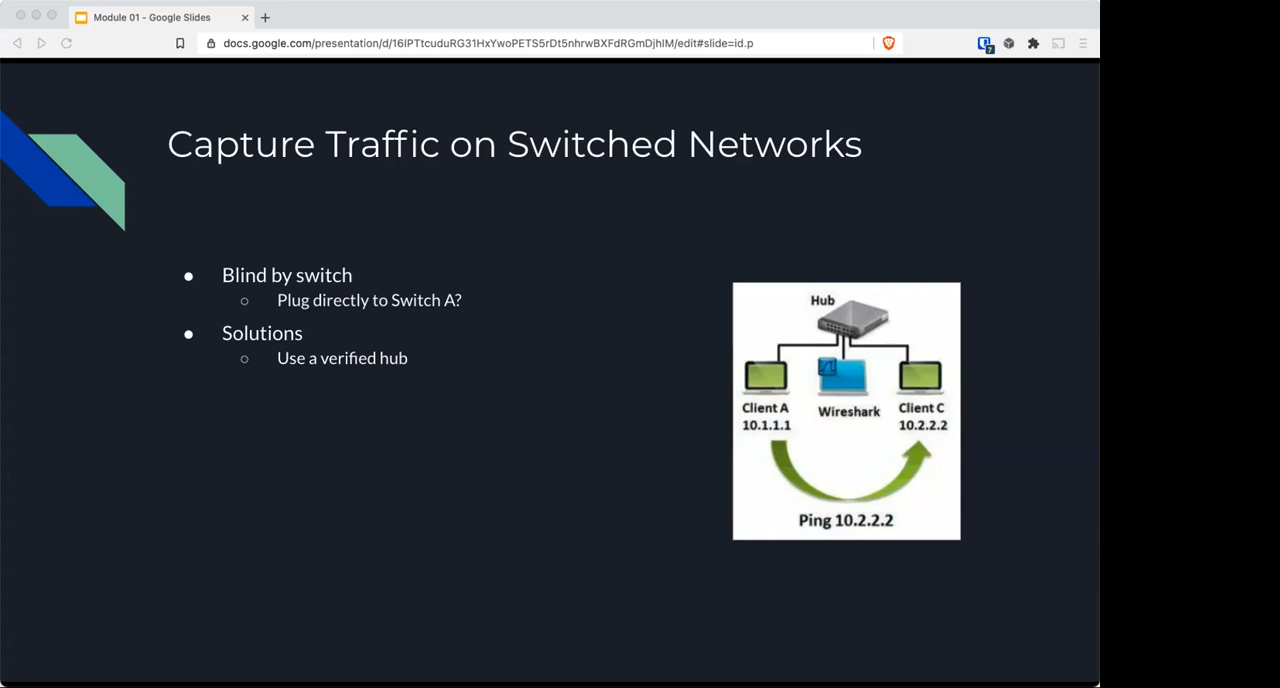 Module 01 - Google Slides
docs.google.com/presentation/d/16lPTtcuduRG31HxYwoPETS5rDt5nhrwBXFdRGmDjhIM/edit#slide=id.p
7
Capture Traffic on Switched Networks
● Blind by switch
○ Plug directly to Switch A?
● Solutions
○ Use a verified hub
Hub
Client A
10.1.1.1
Wireshark
Client C
10.2.2.2
Ping 10.2.2.2